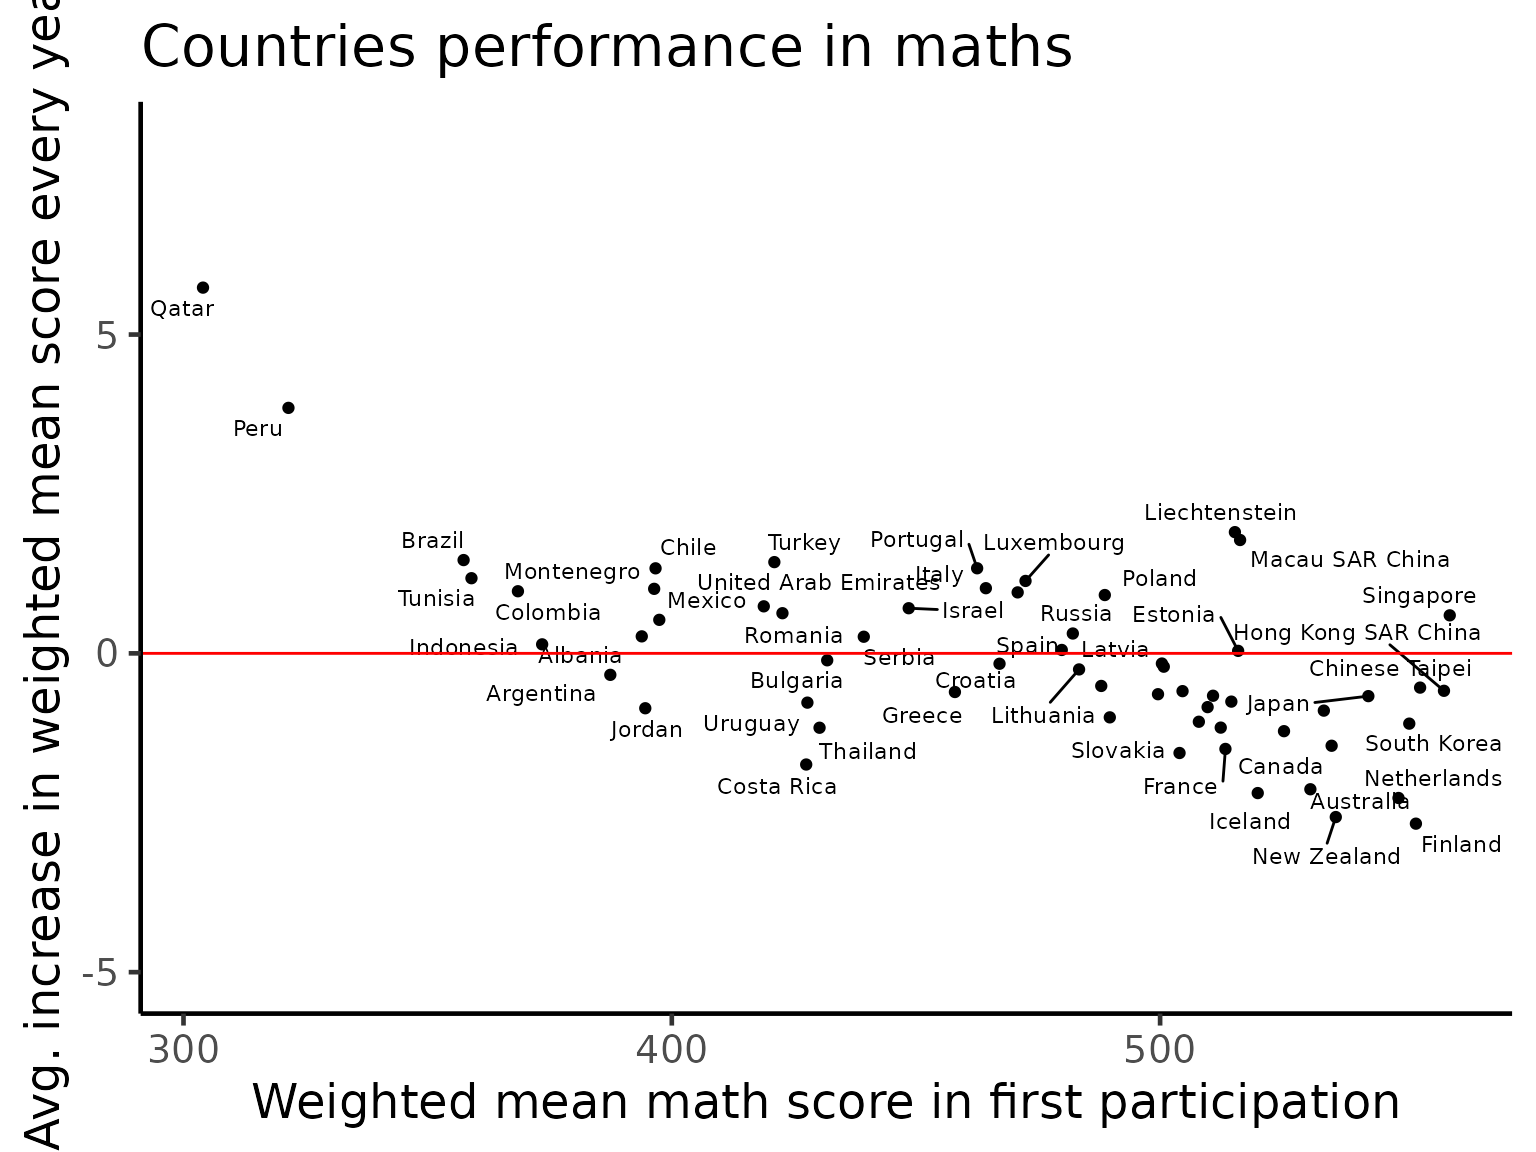 Countries performance in maths
Avg. increase in weighted mean score every yea
5
0
-5
Qatar
Peru
Liechtenstein
Brazil
Chile
Turkey
Portugal
Luxembourg
Macau SAR China
Montenegro
United Arab Emirates
Italy
Poland
Tunisia
Mexico
Singapore
Colombia
Israel
Russia
Estonia
Romania
Hong Kong SAR China
Indonesia
Albania
Serbia
Spain
Latvia
Chinese Taipei
Argentina
Bulgaria
Croatia
Japan
Jordan
Uruguay
Greece
Lithuania
South Korea
Thailand
Slovakia
Canada
Costa Rica
France
Netherlands
Australia
Iceland
New Zealand
Finland
300
400
500
Weighted mean math score in first participation